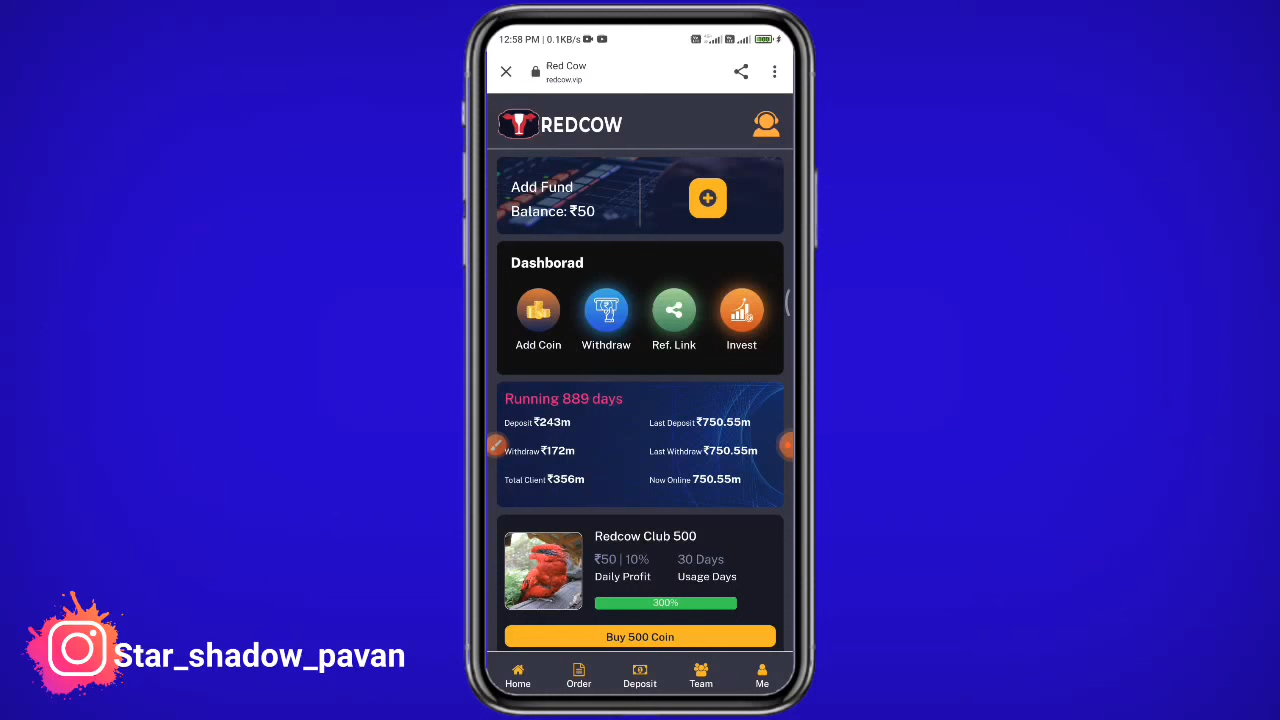 12:58 PM | 0.1KB/s
Red Cow
redcow.vip
REDCOW
Add Fund
Balance: ₹50
Dashborad
Add Coin Withdraw Ref. Link Invest
Running 889 days
Deposit ₹243m Last Deposit ₹750.55m
Withdraw ₹172m Last Withdraw ₹750.55m
Total Client ₹356m Now Online 750.55m
Redcow Club 500
₹50 | 10% 30 Days
Daily Profit Usage Days
300%
Buy 500 Coin
Home Order Deposit Team Me
Star_shadow_pavan